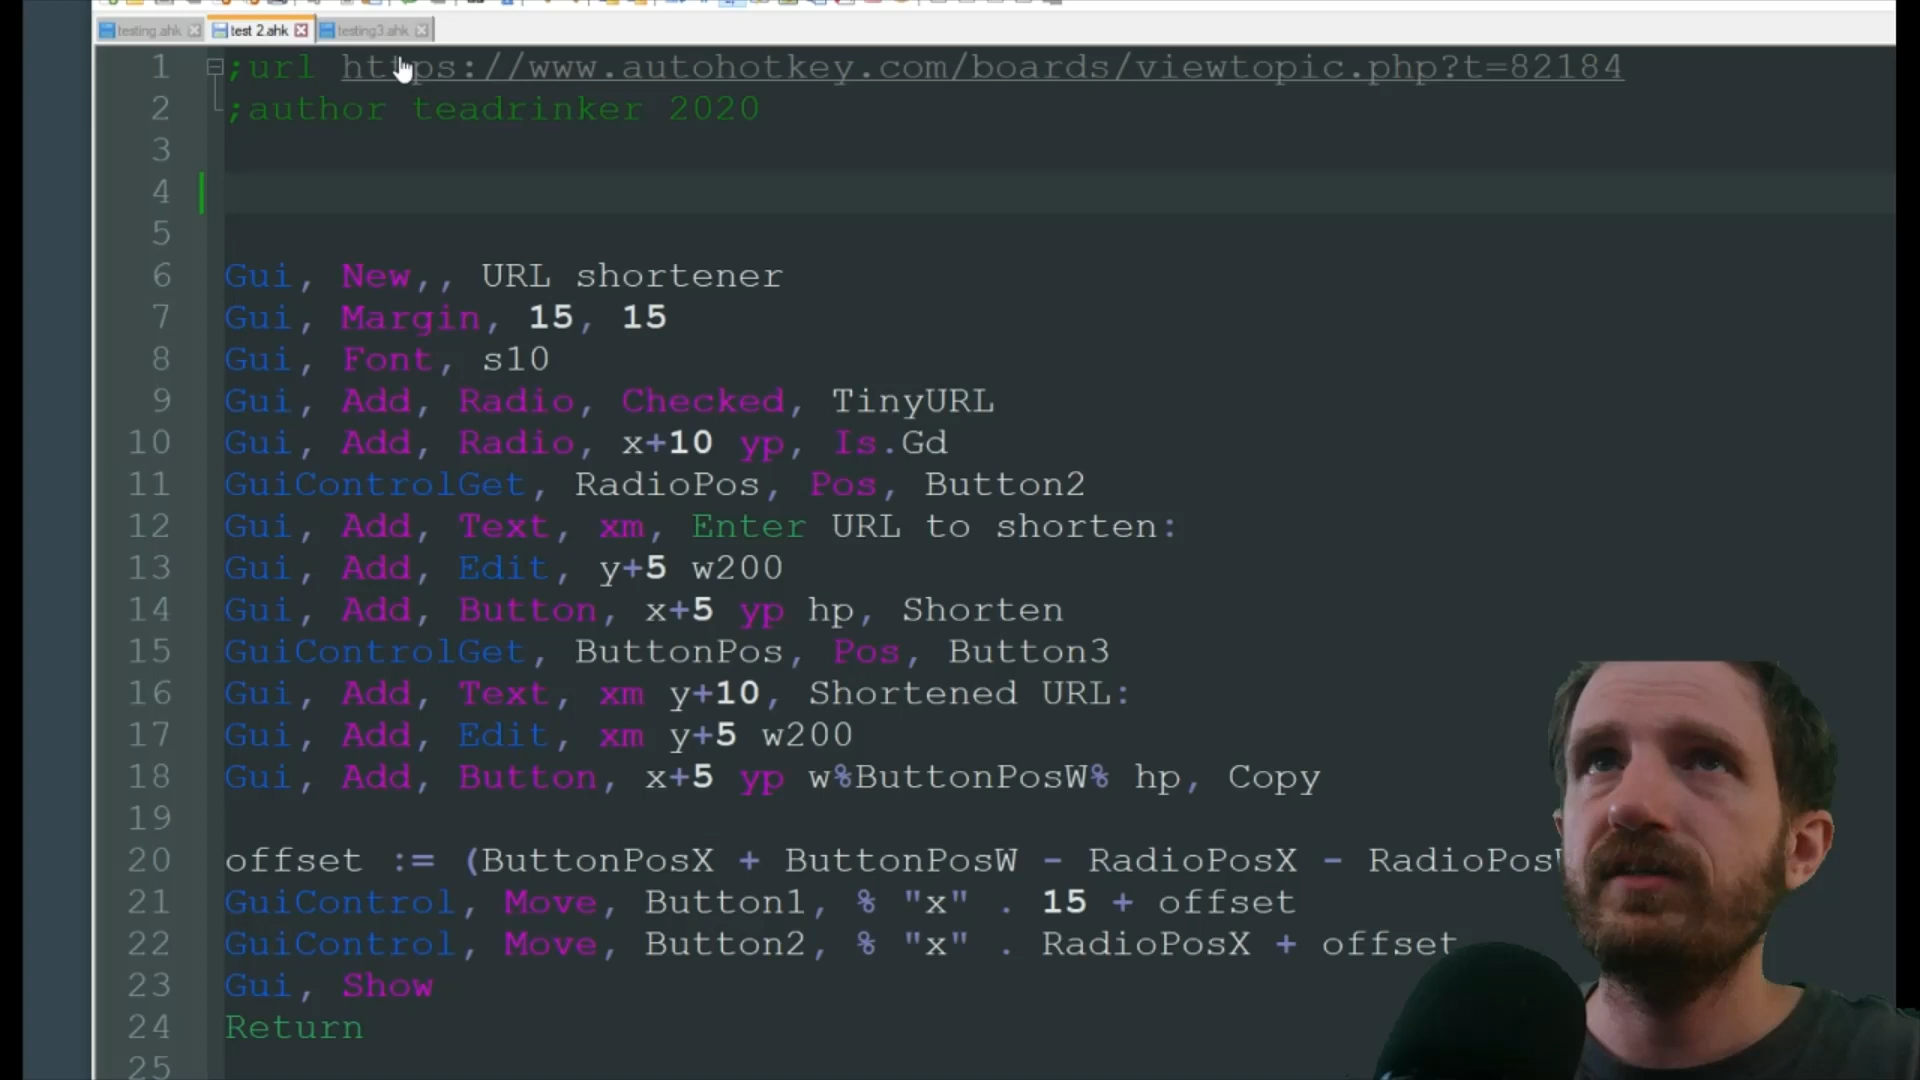 testing.ahk
test 2.ahk
testing3.ahk
1 ;url https://www.autohotkey.com/boards/viewtopic.php?t=82184
2 ;author teadrinker 2020
3
4
5
6 Gui, New,, URL shortener
7 Gui, Margin, 15, 15
8 Gui, Font, s10
9 Gui, Add, Radio, Checked, TinyURL
10 Gui, Add, Radio, x+10 yp, Is.Gd
11 GuiControlGet, RadioPos, Pos, Button2
12 Gui, Add, Text, xm, Enter URL to shorten:
13 Gui, Add, Edit, y+5 w200
14 Gui, Add, Button, x+5 yp hp, Shorten
15 GuiControlGet, ButtonPos, Pos, Button3
16 Gui, Add, Text, xm y+10, Shortened URL:
17 Gui, Add, Edit, xm y+5 w200
18 Gui, Add, Button, x+5 yp w%ButtonPosW% hp, Copy
19
20 offset := (ButtonPosX + ButtonPosW - RadioPosX - RadioPosW
21 GuiControl, Move, Button1, % "x" . 15 + offset
22 GuiControl, Move, Button2, % "x" . RadioPosX + offset
23 Gui, Show
24 Return
25